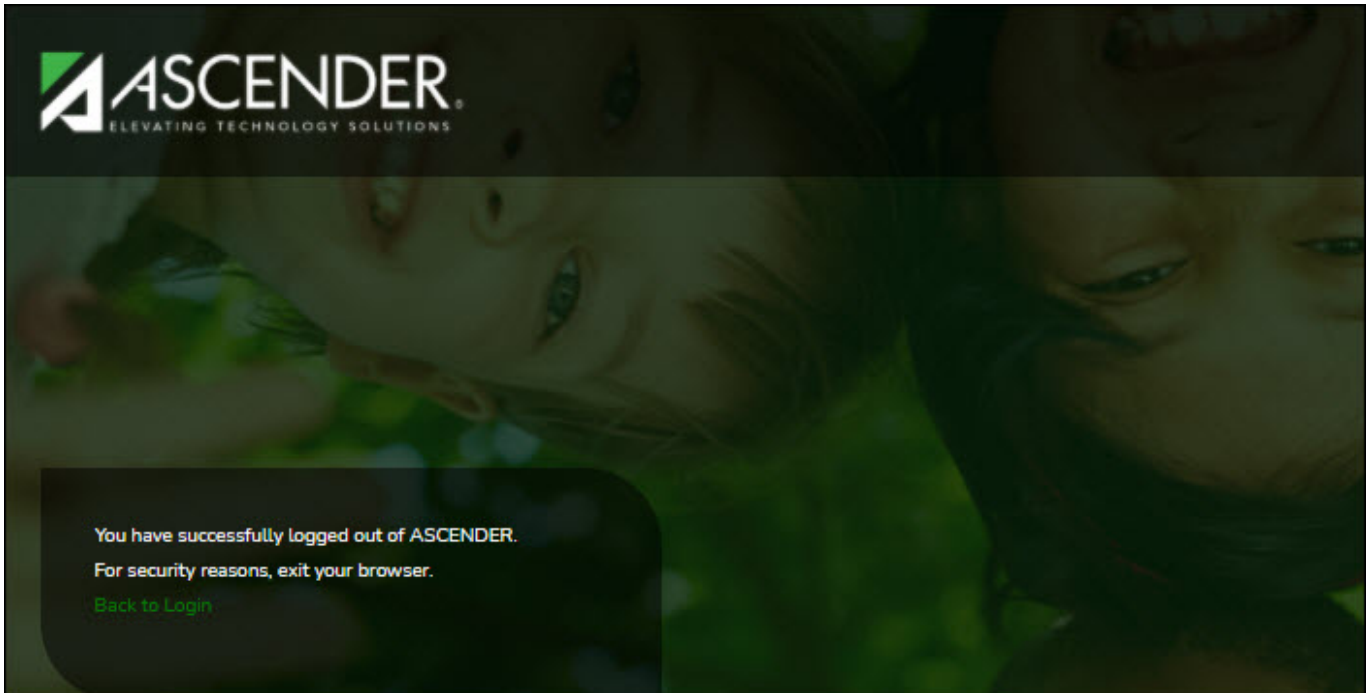 ASCENDER®
ELEVATING TECHNOLOGY SOLUTIONS
You have successfully logged out of ASCENDER.
For security reasons, exit your browser.
Back to Login